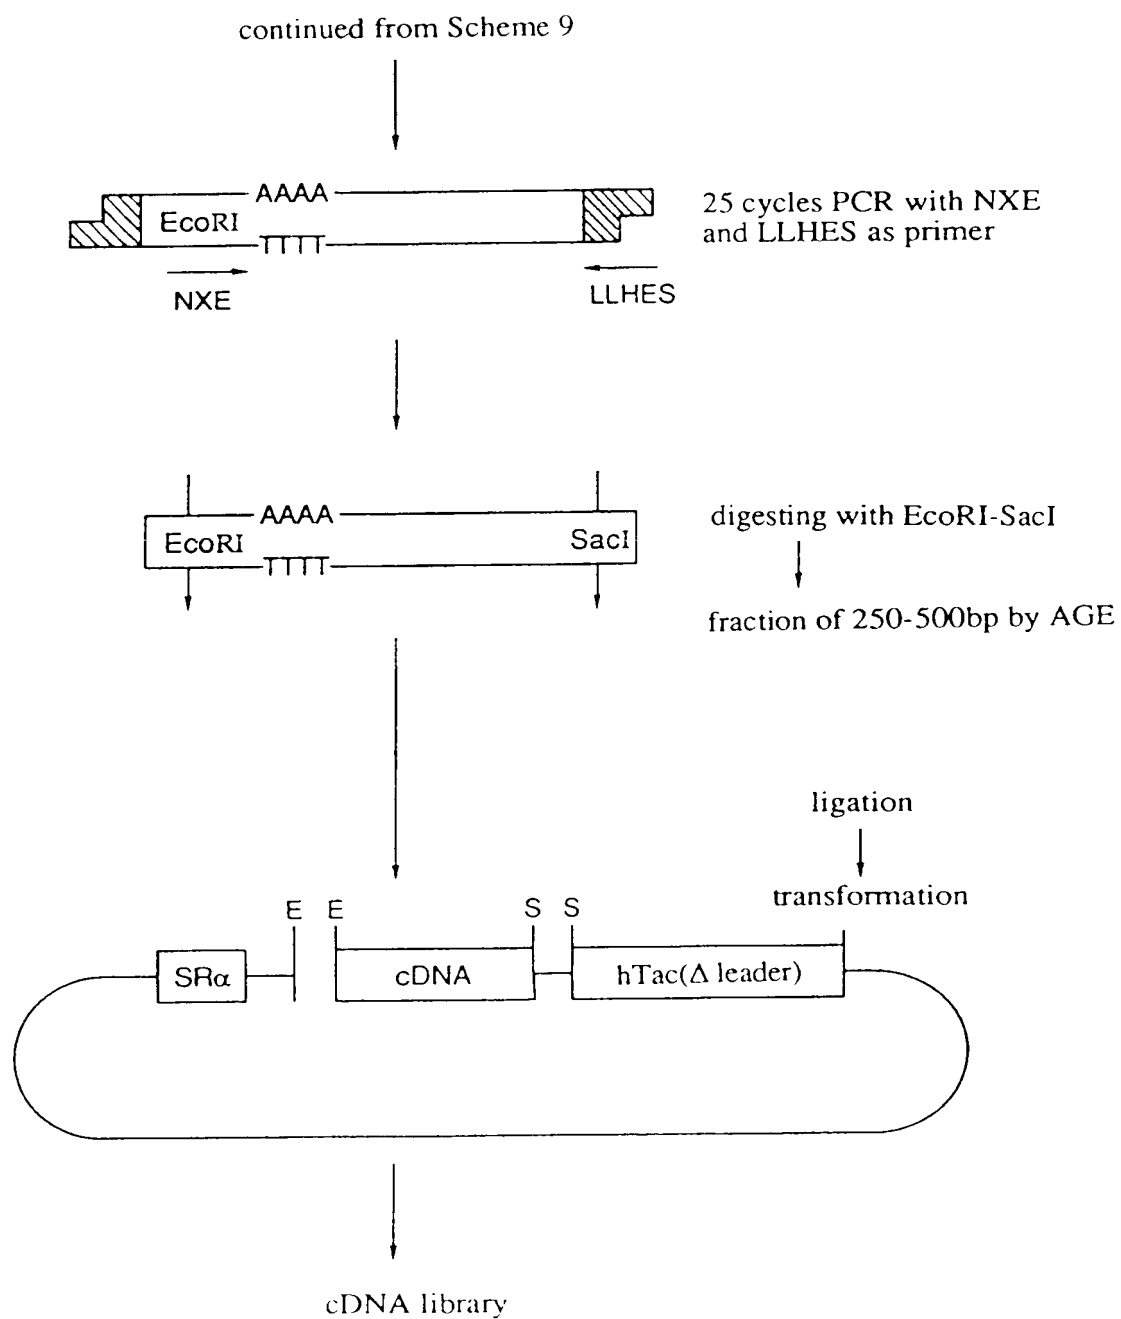 continued from Scheme 9
AAAA
EcoRI
TTTT
NXE
LLHES
25 cycles PCR with NXE
and LLHES as primer
AAAA
EcoRI
SacI
TTTT
digesting with EcoRI-SacI
fraction of 250-500bp by AGE
ligation
transformation
E E S S
SRα
cDNA
hTac(Δ leader)
cDNA library